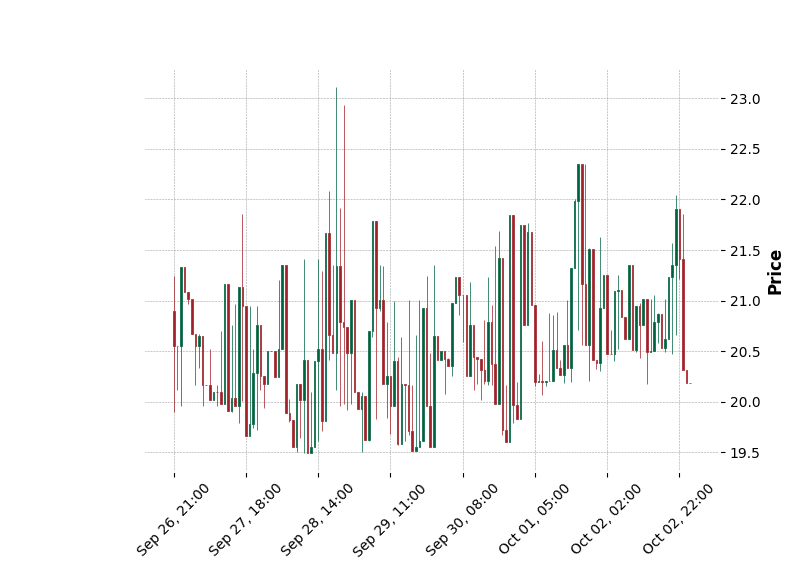 23.0
22.5
22.0
21.5
21.0
20.5
20.0
19.5
Price
Sep 26, 21:00
Sep 27, 18:00
Sep 28, 14:00
Sep 29, 11:00
Sep 30, 08:00
Oct 01, 05:00
Oct 02, 02:00
Oct 02, 22:00